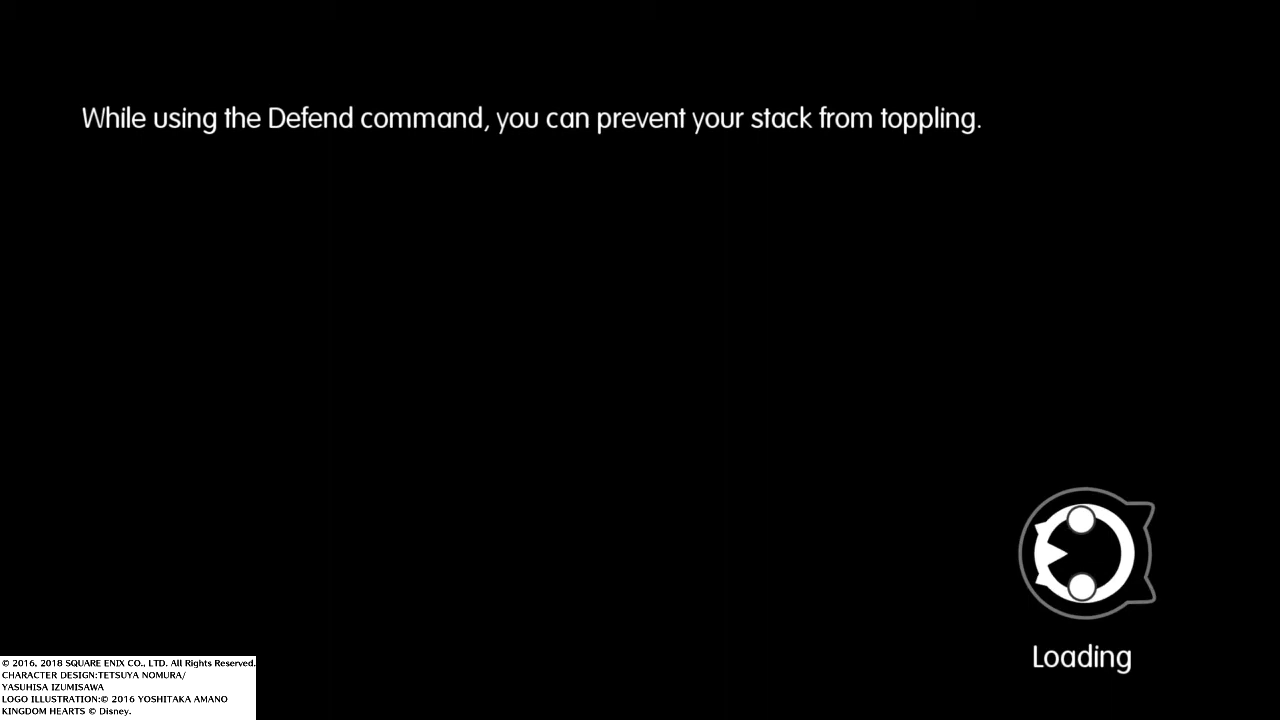 While using the Defend command, you can prevent your stack from toppling.
Loading
© 2016, 2018 SQUARE ENIX CO., LTD. All Rights Reserved.
CHARACTER DESIGN:TETSUYA NOMURA/
YASUHISA IZUMISAWA
LOGO ILLUSTRATION:© 2016 YOSHITAKA AMANO
KINGDOM HEARTS © Disney.